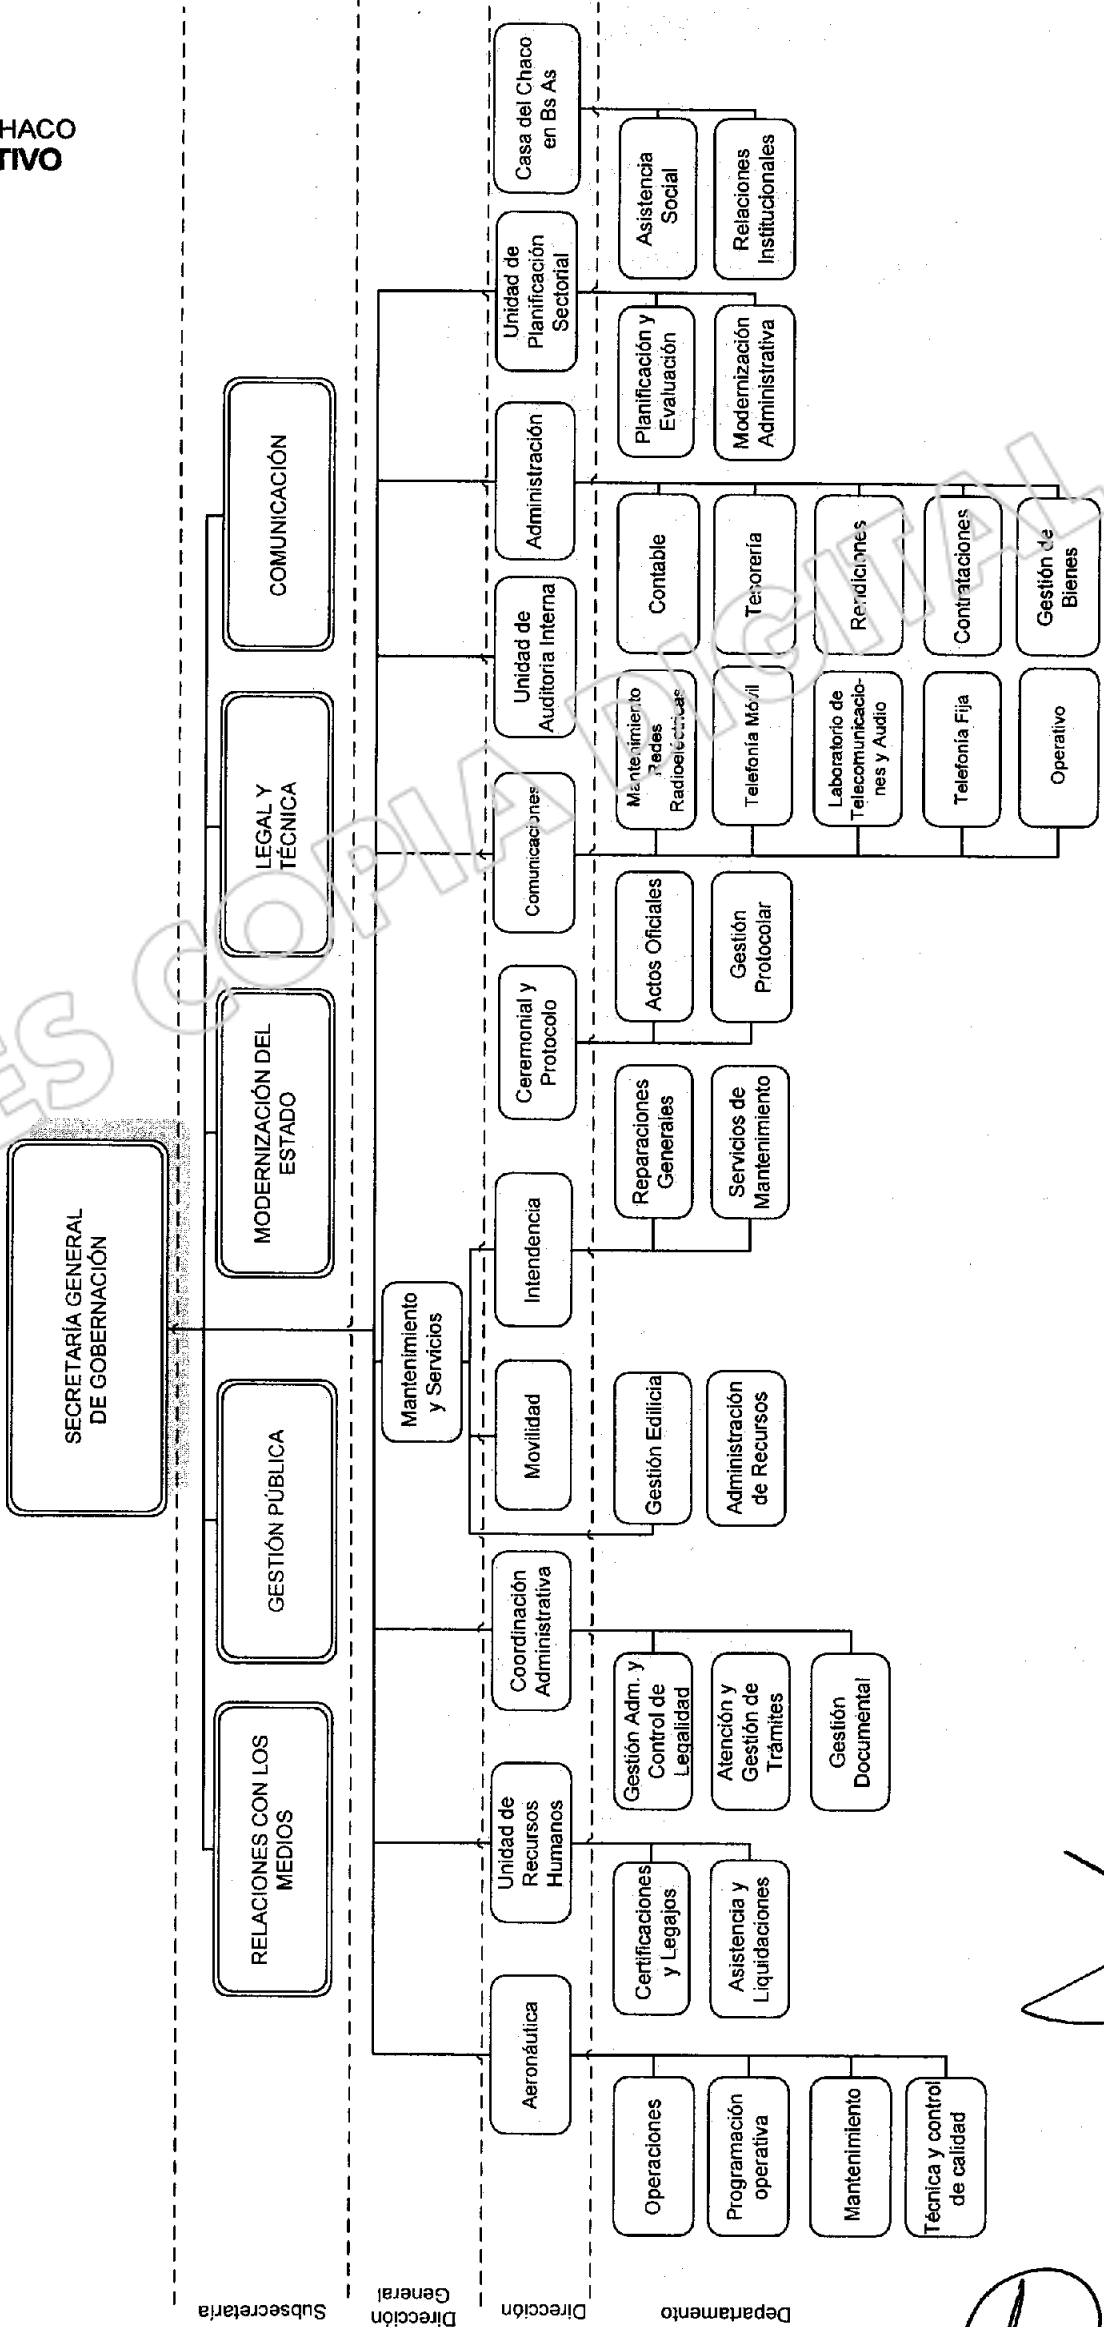 HACO
TIVO
SECRETARÍA GENERAL
DE GOBERNACIÓN
Subsecretaría
RELACIONES CON LOS
MEDIOS
GESTIÓN PÚBLICA
MODERNIZACIÓN DEL
ESTADO
LEGAL Y
TÉCNICA
COMUNICACIÓN
Dirección
General
Mantenimiento
y Servicios
Dirección
Aeronáutica
Unidad de
Recursos
Humanos
Coordinación
Administrativa
Movilidad
Intendencia
Ceremonial y
Protocolo
Comunicaciones
Unidad de
Auditoria Interna
Administración
Unidad de
Planificación
Sectorial
Casa del Chaco
en Bs As
Departamento
Operaciones
Programación
operativa
Mantenimiento
Técnica y control
de calidad
Certificaciones
y Legajos
Asistencia y
Liquidaciones
Gestión Adm. y
Control de
Legalidad
Atención y
Gestión de
Trámites
Gestión
Documental
Gestión Edilicia
Administración
de Recursos
Reparaciones
Generales
Servicios de
Mantenimiento
Actos Oficiales
Gestión
Protocolar
Mantenimiento
Redes
Radioeléctricas
Telefonía Móvil
Laboratorio de
Telecomunicacio-
nes y Audio
Telefonía Fija
Operativo
Contable
Tesorería
Rendiciones
Contrataciones
Gestión de
Bienes
Planificación y
Evaluación
Modernización
Administrativa
Asistencia
Social
Relaciones
Institucionales
ES COPIA DIGITAL